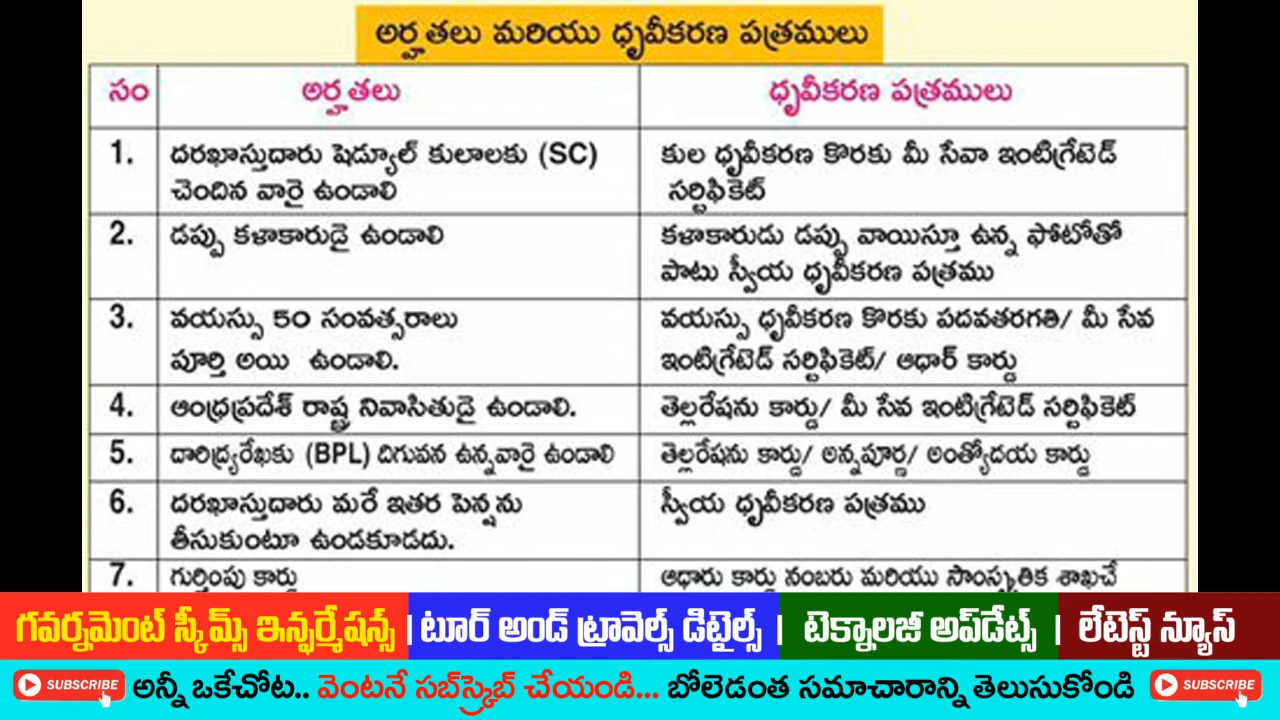 అర్హతలు మరియు ధృవీకరణ పత్రములు
సం అర్హతలు ధృవీకరణ పత్రములు
1. దరఖాస్తుదారు షెడ్యూల్ కులాలకు (SC) కుల ధృవీకరణ కొరకు మీ సేవా ఇంటిగ్రేటెడ్
చెందిన వారై ఉండాలి సర్టిఫికెట్
2. డప్పు కళాకారుడై ఉండాలి కళాకారుడు డప్పు వాయిస్తూ ఉన్న ఫోటోతో
పాటు స్వీయ ధృవీకరణ పత్రము
3. వయస్సు 50 సంవత్సరాలు వయస్సు ధృవీకరణ కొరకు పదవతరగతి/ మీ సేవ
పూర్తి అయి ఉండాలి. ఇంటిగ్రేటెడ్ సర్టిఫికెట్/ ఆధార్ కార్డు
4. ఆంధ్రప్రదేశ్ రాష్ట్ర నివాసితుడై ఉండాలి. తెల్లరేషను కార్డు/ మీ సేవ ఇంటిగ్రేటెడ్ సర్టిఫికెట్
5. దారిద్ర్యరేఖకు (BPL) దిగువన ఉన్నవారై ఉండాలి తెల్లరేషను కార్డు/ అన్నపూర్ణ/ అంత్యోదయ కార్డు
6. దరఖాస్తుదారు మరే ఇతర పెన్షను స్వీయ ధృవీకరణ పత్రము
తీసుకుంటూ ఉండకూడదు.
7. గుర్తింపు కార్డు ఆధారు కార్డు నంబరు మరియు సాంస్కృతిక శాఖచే
గవర్నమెంట్ స్కీమ్స్ ఇన్ఫర్మేషన్స్ | టూర్ అండ్ ట్రావెల్స్ డిటైల్స్ | టెక్నాలజీ అప్‌డేట్స్ | లేటెస్ట్ న్యూస్
SUBSCRIBE అన్నీ ఒకేచోట.. వెంటనే సబ్‌స్క్రైబ్ చేయండి... బోలెడంత సమాచారాన్ని తెలుసుకోండి SUBSCRIBE